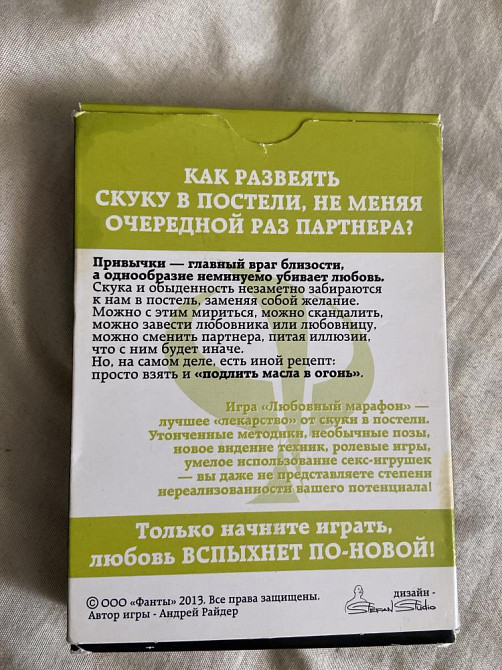 КАК РАЗВЕЯТЬ
СКУКУ В ПОСТЕЛИ, НЕ МЕНЯЯ
ОЧЕРЕДНОЙ РАЗ ПАРТНЕРА?
Привычки — главный враг близости,
а однообразие неминуемо убивает любовь.
Скука и обыденность незаметно забираются
к нам в постель, заменяя собой желание.
Можно с этим мириться, можно скандалить,
можно завести любовника или любовницу,
можно сменить партнера, питая иллюзии,
что с ним будет иначе.
Но, на самом деле, есть иной рецепт:
просто взять и «подлить масла в огонь».
Игра «Любовный марафон» —
лучшее «лекарство» от скуки в постели.
Утонченные методики, необычные позы,
новое видение техник, ролевые игры,
умелое использование секс-игрушек
— вы даже не представляете степени
нереализованности вашего потенциала!
Только начните играть,
любовь ВСПЫХНЕТ ПО-НОВОЙ!
© ООО «Фанты» 2013. Все права защищены.
Автор игры - Андрей Райдер
дизайн -
Stefan Studio